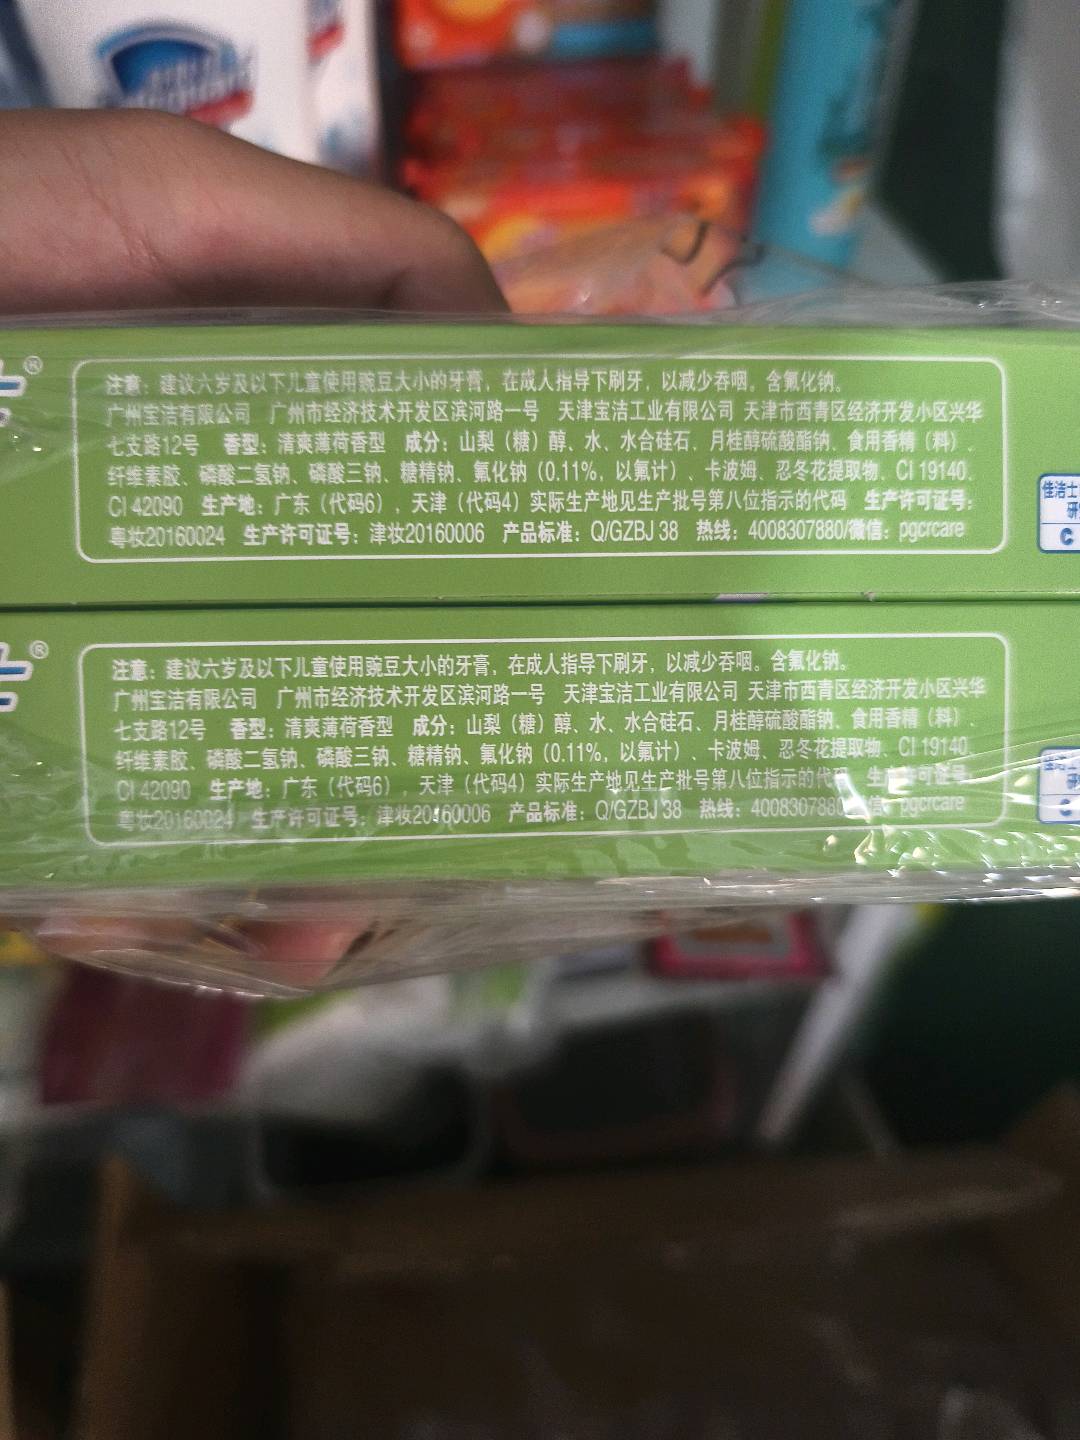 ®
注意：建议六岁及以下儿童使用豌豆大小的牙膏，在成人指导下刷牙，以减少吞咽。含氟化钠。
广州宝洁有限公司 广州市经济技术开发区滨河路一号 天津宝洁工业有限公司 天津市西青区经济开发小区兴华
七支路12号 香型：清爽薄荷香型 成分：山梨（糖）醇、水、水合硅石、月桂醇硫酸酯钠、食用香精（料）、
纤维素胶、磷酸二氢钠、磷酸三钠、糖精钠、氟化钠（0.11%，以氟计）、卡波姆、忍冬花提取物、CI 19140、
CI 42090 生产地：广东（代码6），天津（代码4）实际生产地见生产批号第八位指示的代码 生产许可证号：
粤妆20160024 生产许可证号：津妆20160006 产品标准：Q/GZBJ 38 热线：4008307880/微信：pgcrcare
佳洁士
研
C
®
注意：建议六岁及以下儿童使用豌豆大小的牙膏，在成人指导下刷牙，以减少吞咽。含氟化钠。
广州宝洁有限公司 广州市经济技术开发区滨河路一号 天津宝洁工业有限公司 天津市西青区经济开发小区兴华
七支路12号 香型：清爽薄荷香型 成分：山梨（糖）醇、水、水合硅石、月桂醇硫酸酯钠、食用香精（料）、
纤维素胶、磷酸二氢钠、磷酸三钠、糖精钠、氟化钠（0.11%，以氟计）、卡波姆、忍冬花提取物、CI 19140、
CI 42090 生产地：广东（代码6），天津（代码4）实际生产地见生产批号第八位指示的代码 生产许可证号：
粤妆20160024 生产许可证号：津妆20160006 产品标准：Q/GZBJ 38 热线：4008307880 微信：pgcrcare
研
C